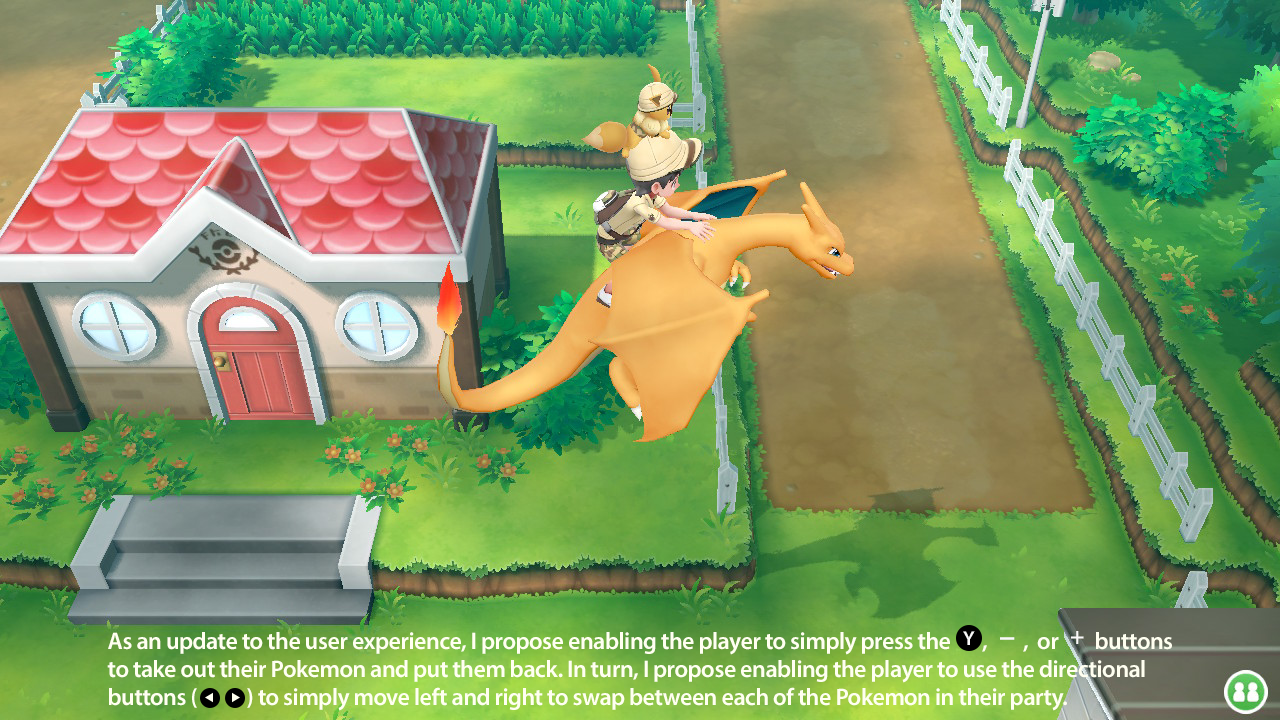 As an update to the user experience, I propose enabling the player to simply press the Ⓨ, − , or + buttons
to take out their Pokemon and put them back. In turn, I propose enabling the player to use the directional
buttons (◀ ▶) to simply move left and right to swap between each of the Pokemon in their party.